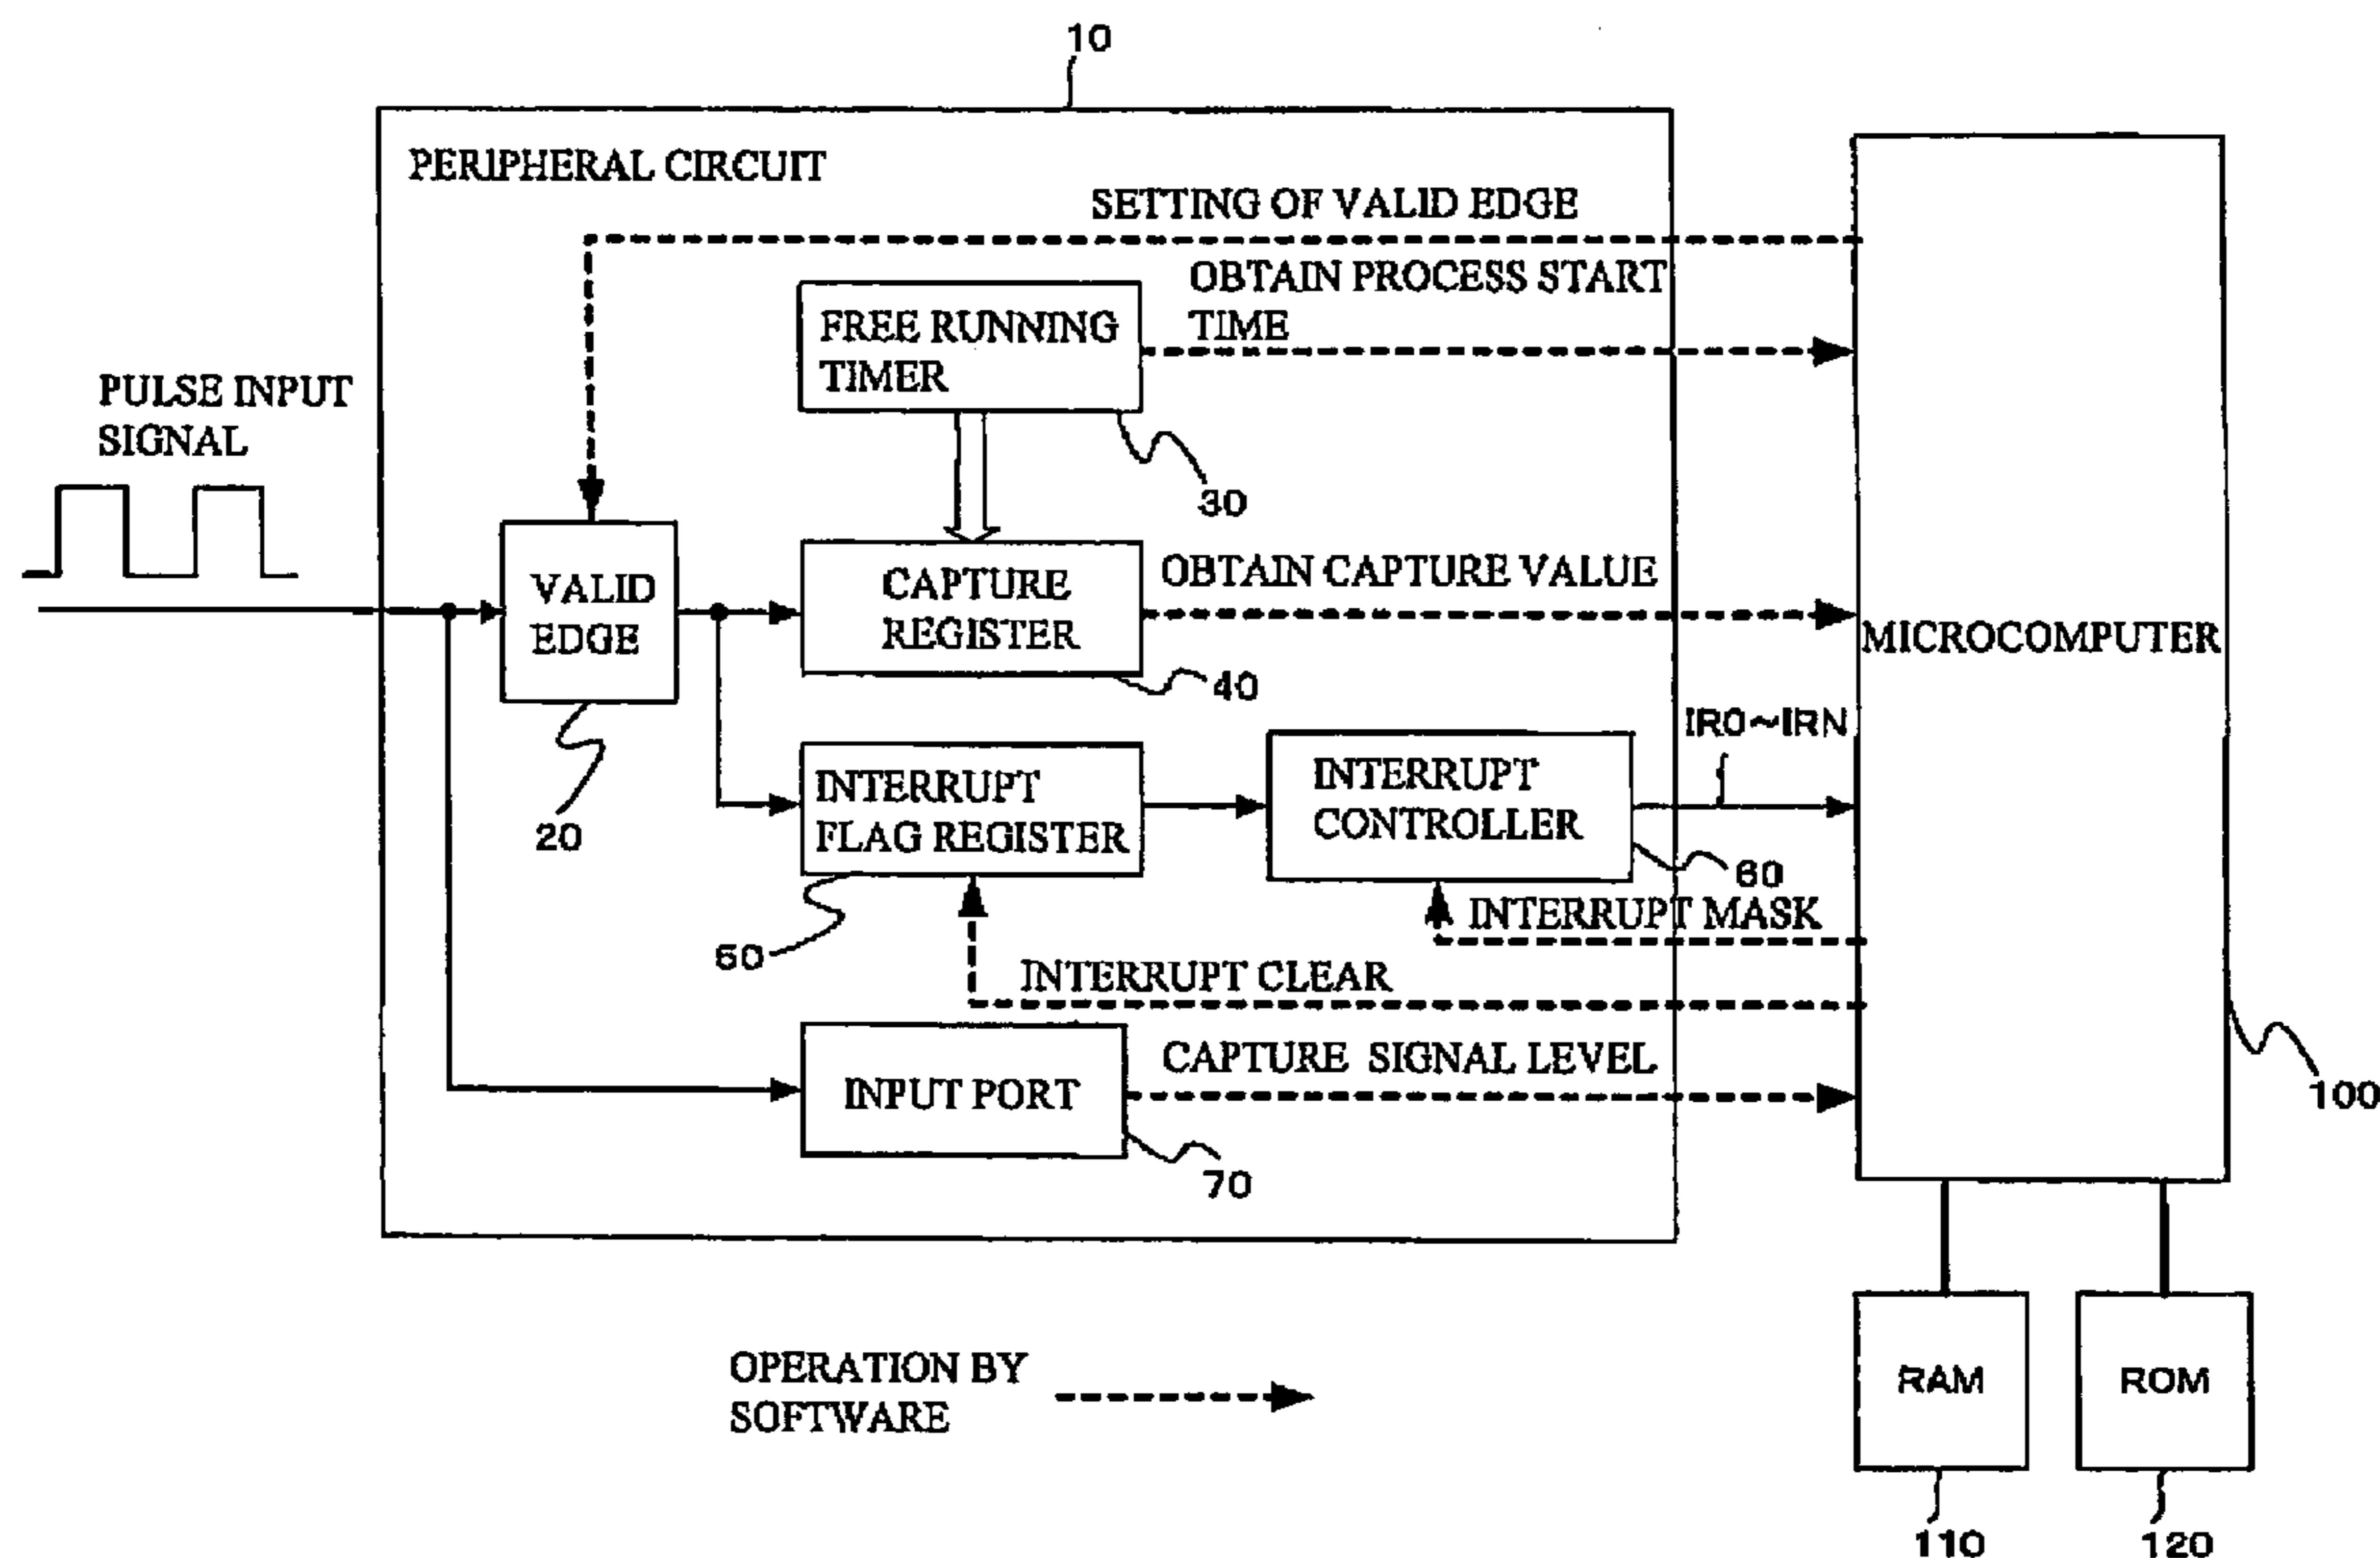 10
PERIPHERAL CIRCUIT
SETTING OF VALID EDGE
OBTAIN PROCESS START
TIME
FREE RUNNING
TIMER
30
PULSE INPUT
SIGNAL
VALID
EDGE
20
CAPTURE
REGISTER
40
OBTAIN CAPTURE VALUE
MICROCOMPUTER
IR0~IRN
INTERRUPT
FLAG REGISTER
60
INTERRUPT
CONTROLLER
60
INTERRUPT MASK
INTERRUPT CLEAR
INPUT PORT
70
CAPTURE SIGNAL LEVEL
100
OPERATION BY
SOFTWARE
RAM
ROM
110
120